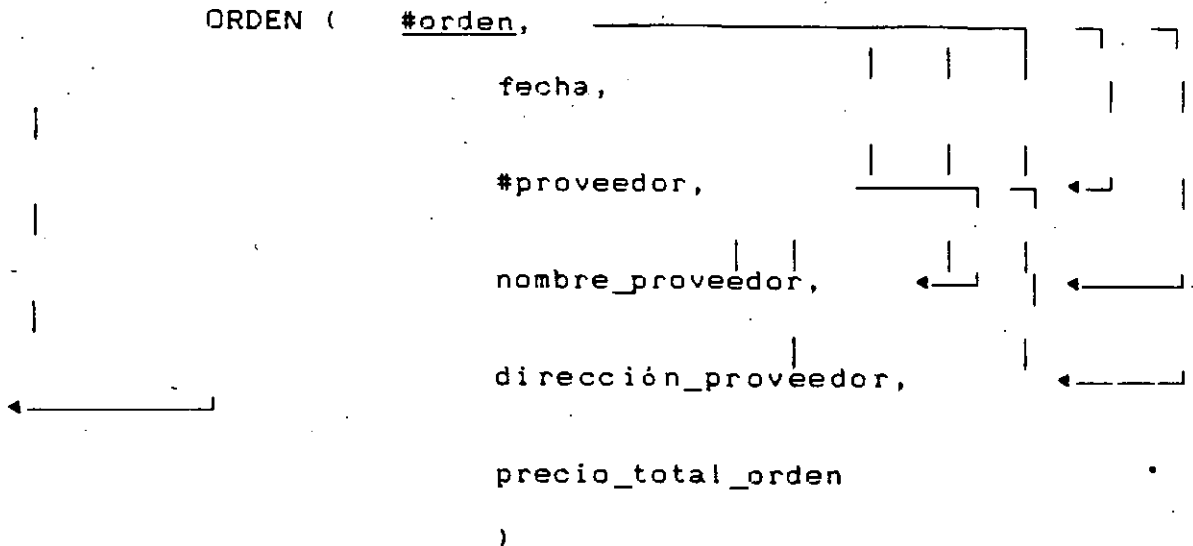 ORDEN ( #orden,
fecha,
#proveedor,
nombre_proveedor,
dirección_proveedor,
precio_total_orden
)